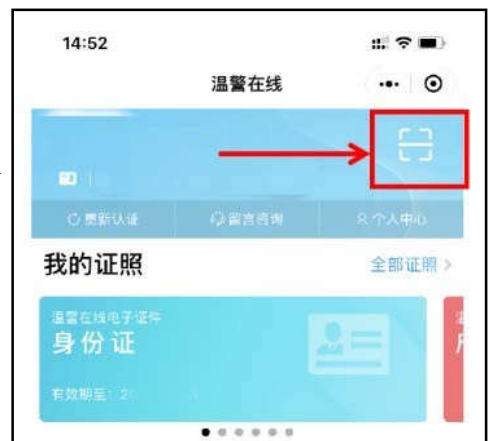 14:52
温警在线
重新认证 留言咨询 个人中心
我的证照 全部证照 >
温警在线电子证件
身份证
有效期至: 2